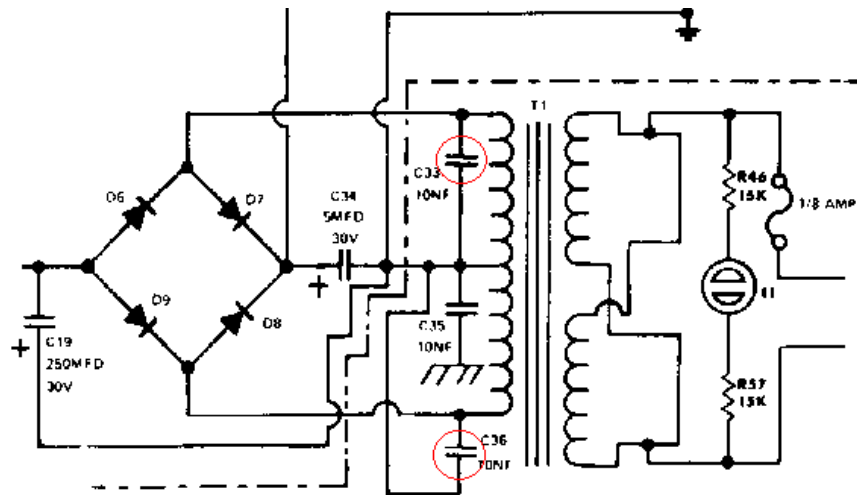 T1
D6
D7
C34
5MFD
30V
C33
10NF
R46
15K
1/8 AMP
D9
D8
+
+
C19
250MFD
30V
C35
10NF
R57
15K
C36
10NF